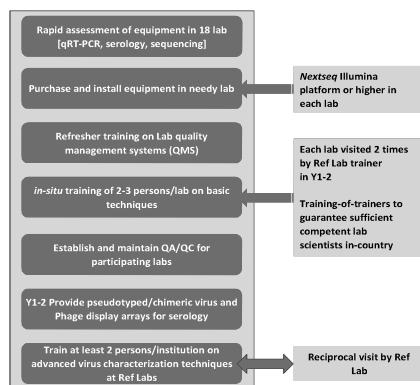 Rapid assessment of equipment in 18 lab
[qRT-PCR, serology, sequencing]
Purchase and install equipment in needy lab
Nextseq Illumina
platform or higher in
each lab
Refresher training on Lab quality
management systems (QMS)
in-situ training of 2-3 persons/lab on basic
techniques
Each lab visited 2 times
by Ref Lab trainer
in Y1-2
Training-of-trainers to
guarantee sufficient
competent lab
scientists in-country
Establish and maintain QA/QC for
participating labs
Y1-2 Provide pseudotyped/chimeric virus and
Phage display arrays for serology
Train at least 2 persons/institution on
advanced virus characterization techniques
at Ref Labs
Reciprocal visit by Ref
Lab